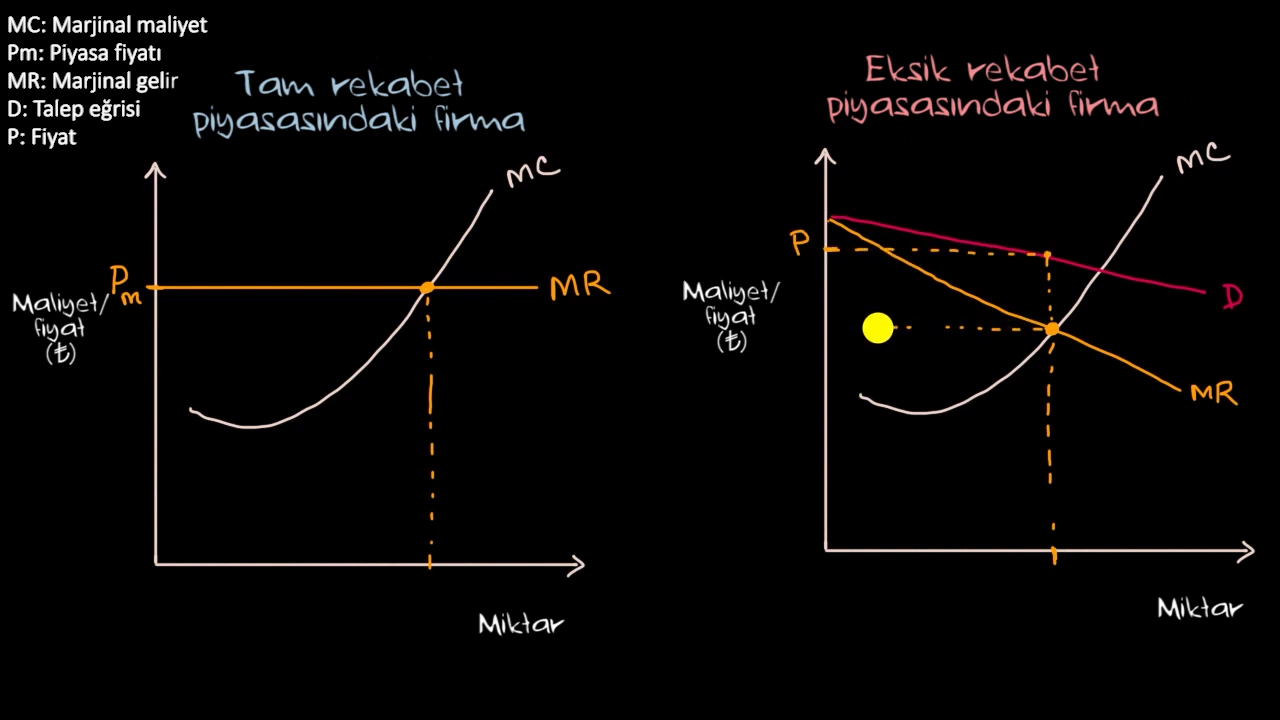 MC: Marjinal maliyet
Pm: Piyasa fiyatı
MR: Marjinal gelir
D: Talep eğrisi
P: Fiyat
Tam rekabet
piyasasındaki firma
MC
Pm
MR
Maliyet/
fiyat
(₺)
Miktar
Eksik rekabet
piyasasındaki firma
MC
P
D
Maliyet/
fiyat
(₺)
MR
Miktar